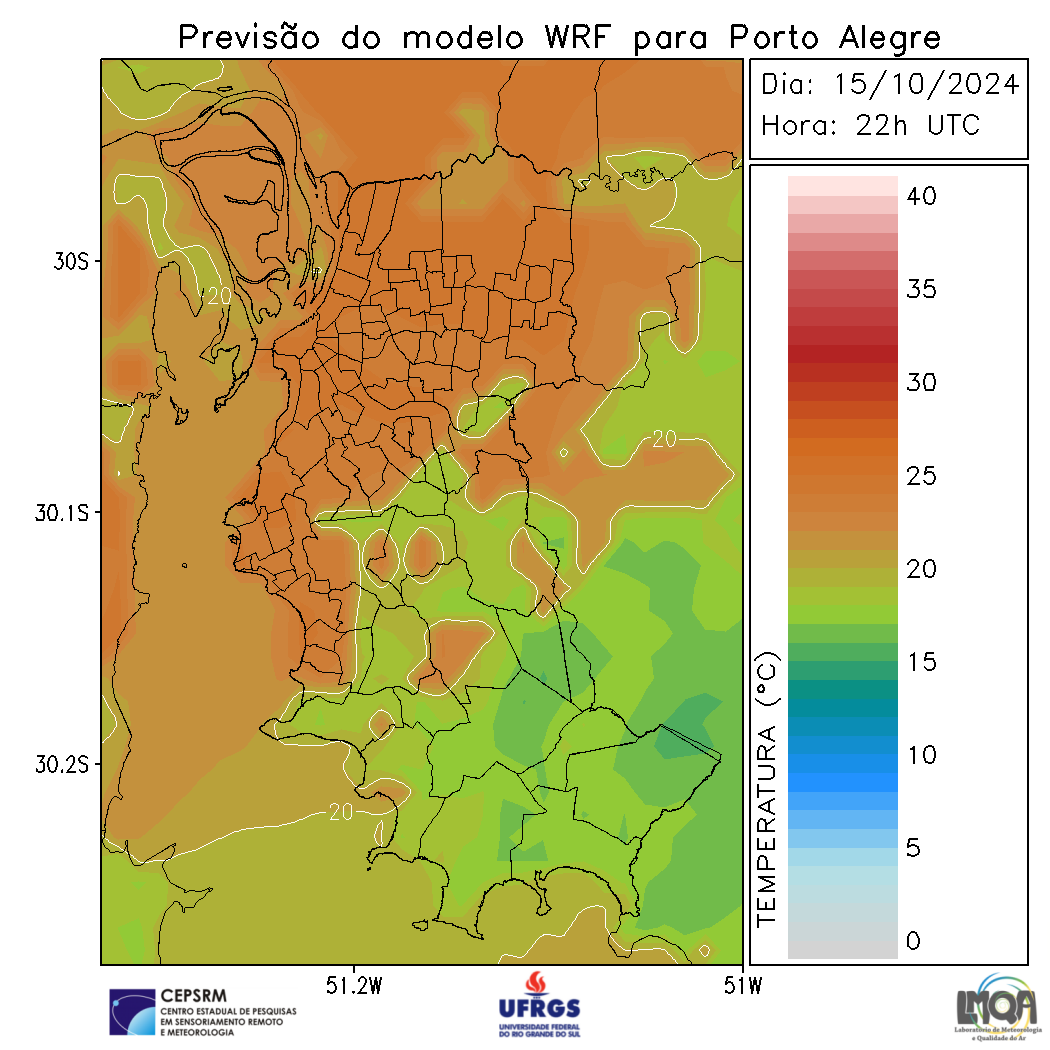 Previsão do modelo WRF para Porto Alegre
Dia: 15/10/2024
Hora: 22h UTC
40
35
30
25
20
15
10
5
0
TEMPERATURA (°C)
30S
30.1S
30.2S
51.2W
51W
20
20
20
CEPSRM
CENTRO ESTADUAL DE PESQUISAS
EM SENSORIAMENTO REMOTO
E METEOROLOGIA
UFRGS
UNIVERSIDADE FEDERAL
DO RIO GRANDE DO SUL
LMQA
Laboratório de Meteorologia
e Qualidade do Ar